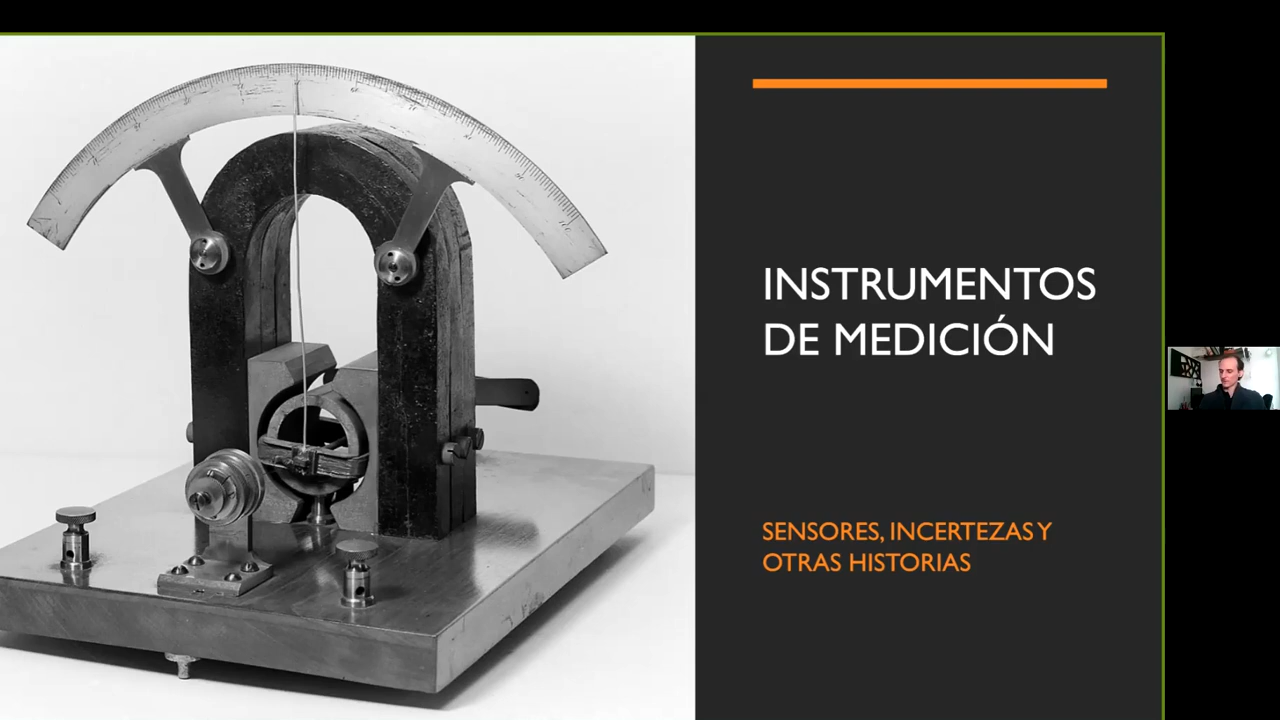 INSTRUMENTOS
DE MEDICIÓN
SENSORES, INCERTEZAS Y
OTRAS HISTORIAS